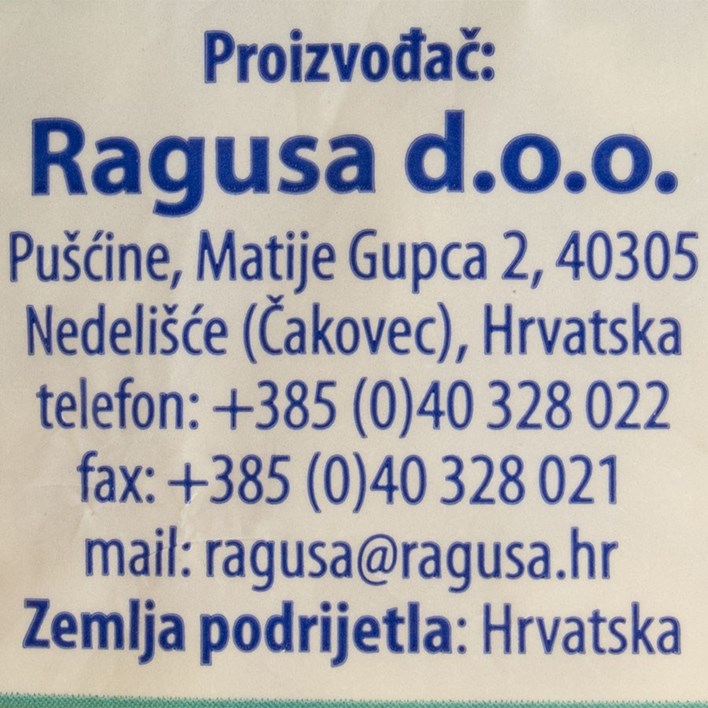 Proizvođač:
Ragusa d.o.o.
Pušćine, Matije Gupca 2, 40305
Nedelišće (Čakovec), Hrvatska
telefon: +385 (0)40 328 022
fax: +385 (0)40 328 021
mail: ragusa@ragusa.hr
Zemlja podrijetla: Hrvatska